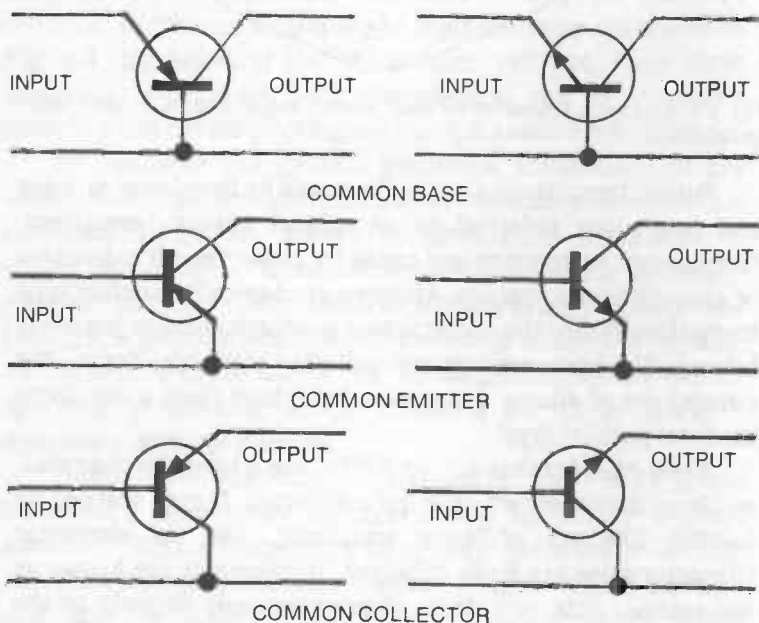 INPUT OUTPUT INPUT OUTPUT
COMMON BASE
OUTPUT OUTPUT
INPUT INPUT
COMMON EMITTER
OUTPUT OUTPUT
INPUT INPUT
COMMON COLLECTOR